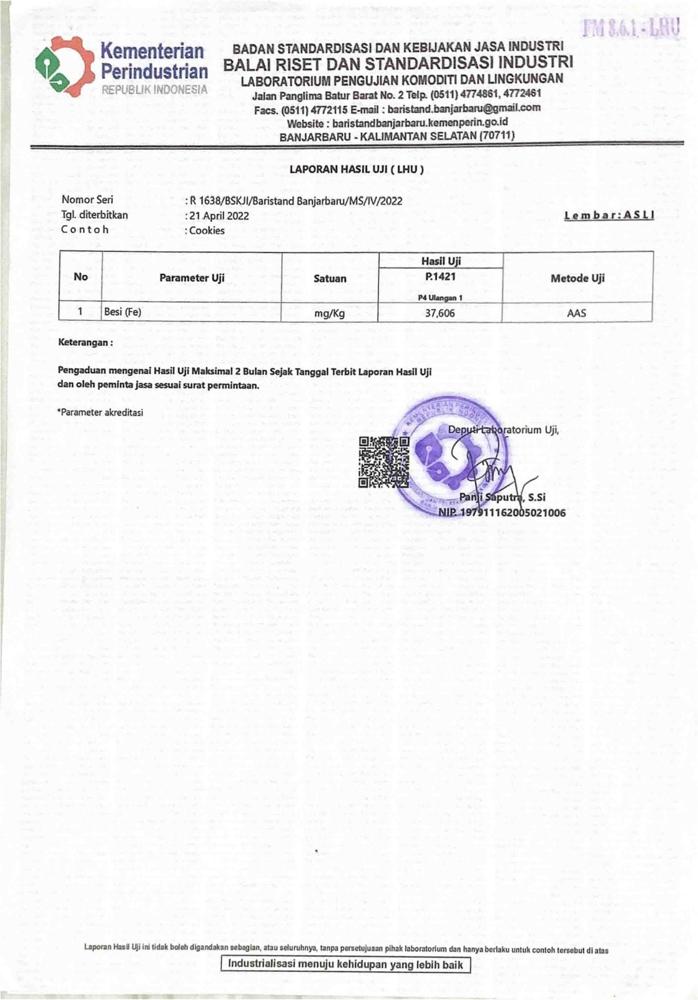 FM 8.6.1 - LHU
Kementerian
Perindustrian
REPUBLIK INDONESIA
BADAN STANDARDISASI DAN KEBIJAKAN JASA INDUSTRI
BALAI RISET DAN STANDARDISASI INDUSTRI
LABORATORIUM PENGUJIAN KOMODITI DAN LINGKUNGAN
Jalan Panglima Batur Barat No. 2 Telp. (0511) 4774861, 4772461
Facs. (0511) 4772115 E-mail : baristand.banjarbaru@gmail.com
Website : baristandbanjarbaru.kemenperin.go.id
BANJARBARU - KALIMANTAN SELATAN (70711)
LAPORAN HASIL UJI ( LHU )
Nomor Seri : R 1638/BSKJI/Baristand Banjarbaru/MS/IV/2022
Tgl. diterbitkan : 21 April 2022
Lembar: ASLI
Contoh : Cookies
No Parameter Uji Satuan Hasil Uji Metode Uji
P.1421
P4 Ulangan 1
1 Besi (Fe) mg/Kg 37,606 AAS
Keterangan :
Pengaduan mengenai Hasil Uji Maksimal 2 Bulan Sejak Tanggal Terbit Laporan Hasil Uji
dan oleh peminta jasa sesuai surat permintaan.
*Parameter akreditasi
Deputi Laboratorium Uji,
Panji Saputra, S.Si
NIP. 197911162005021006
Laporan Hasil Uji ini tidak boleh digandakan sebagian, atau seluruhnya, tanpa persetujuaan pihak laboratorium dan hanya berlaku untuk contoh tersebut di atas
Industrialisasi menuju kehidupan yang lebih baik